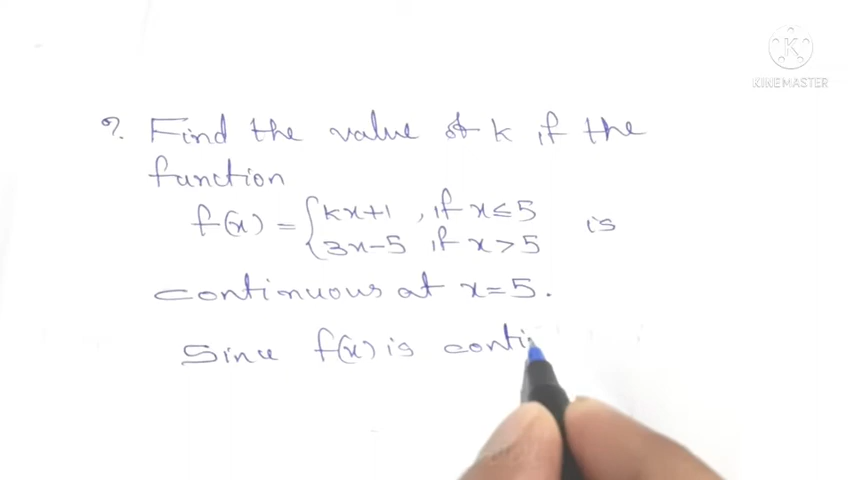 K
KINEMASTER
?. Find the value of k if the
function
f(x) = { kx+1 , if x ≤ 5
3x-5 if x > 5 is
continuous at x=5.
Since f(x) is conti